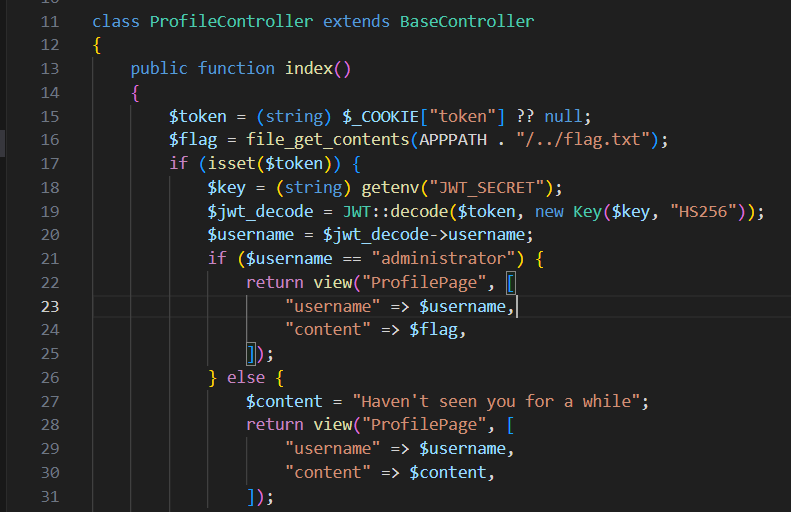 11 class ProfileController extends BaseController
12 {
13     public function index()
14     {
15         $token = (string) $_COOKIE["token"] ?? null;
16         $flag = file_get_contents(APPPATH . "/../flag.txt");
17         if (isset($token)) {
18             $key = (string) getenv("JWT_SECRET");
19             $jwt_decode = JWT::decode($token, new Key($key, "HS256"));
20             $username = $jwt_decode->username;
21             if ($username == "administrator") {
22                 return view("ProfilePage", [
23                     "username" => $username,
24                     "content" => $flag,
25                 ]);
26             } else {
27                 $content = "Haven't seen you for a while";
28                 return view("ProfilePage", [
29                     "username" => $username,
30                     "content" => $content,
31                 ]);